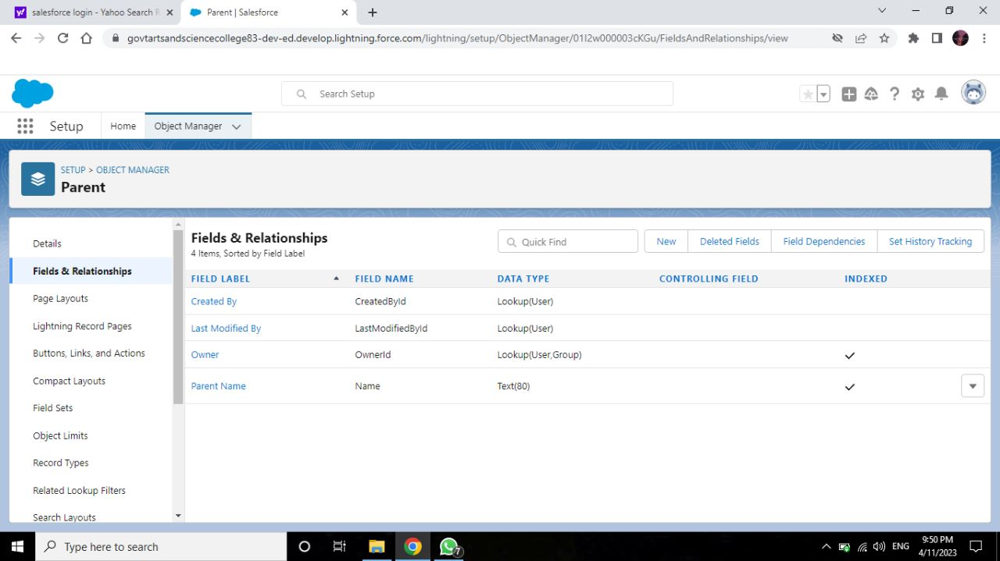 salesforce login - Yahoo Search R
Parent | Salesforce
govtartsandsciencecollege83-dev-ed.develop.lightning.force.com/lightning/setup/ObjectManager/01I2w000003cKGu/FieldsAndRelationships/view
Search Setup
Setup
Home
Object Manager
SETUP > OBJECT MANAGER
Parent
Details
Fields & Relationships
Page Layouts
Lightning Record Pages
Buttons, Links, and Actions
Compact Layouts
Field Sets
Object Limits
Record Types
Related Lookup Filters
Search Layouts
Fields & Relationships
4 Items, Sorted by Field Label
Quick Find
New
Deleted Fields
Field Dependencies
Set History Tracking
FIELD LABEL FIELD NAME DATA TYPE CONTROLLING FIELD INDEXED
Created By CreatedById Lookup(User)
Last Modified By LastModifiedById Lookup(User)
Owner OwnerId Lookup(User,Group)
Parent Name Name Text(80)
Type here to search
7
ENG
9:50 PM
4/11/2023